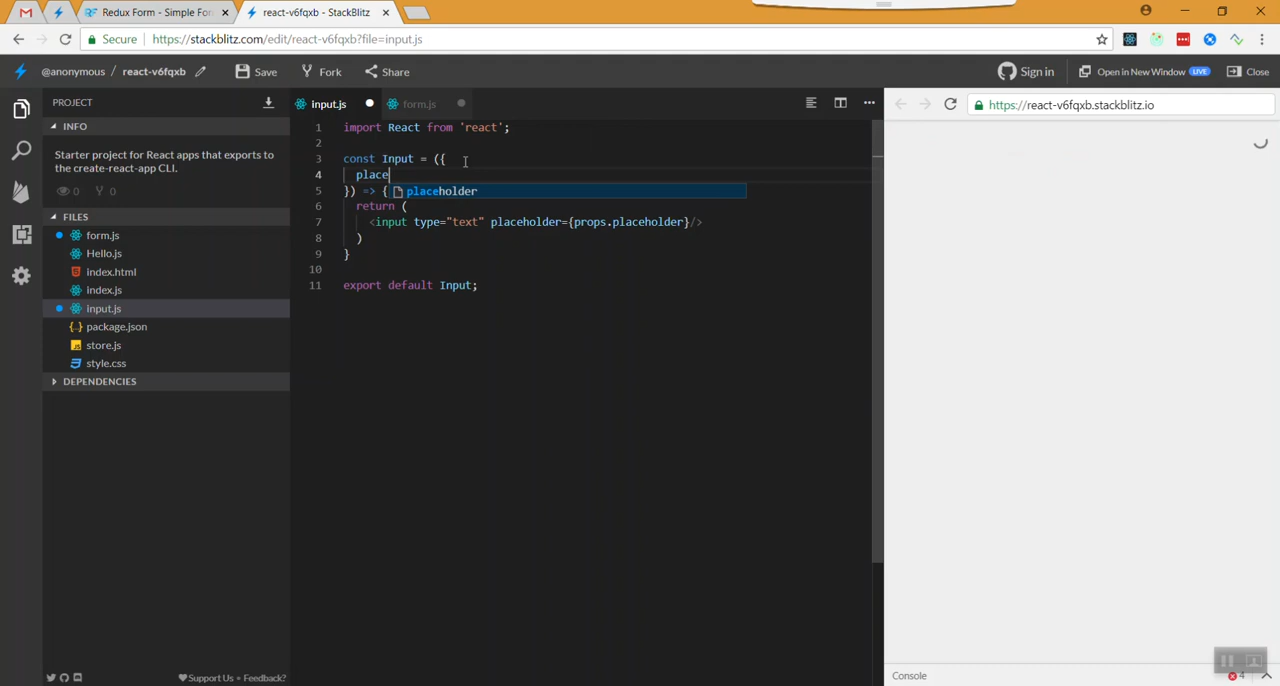 Redux Form - Simple For
react-v6fqxb - StackBlitz
Secure https://stackblitz.com/edit/react-v6fqxb?file=input.js
@anonymous / react-v6fqxb Save Fork Share Sign in Open in New Window LIVE Close
PROJECT
INFO
Starter project for React apps that exports to
the create-react-app CLI.
0 0
FILES
form.js
Hello.js
index.html
index.js
input.js
package.json
store.js
style.css
DEPENDENCIES
Support Us • Feedback?
input.js form.js
1 import React from 'react';
2
3 const Input = ({
4 place
placeholder
5 }) => {
6 return (
7 <input type="text" placeholder={props.placeholder}/>
8 )
9 }
10
11 export default Input;
https://react-v6fqxb.stackblitz.io
Console 4